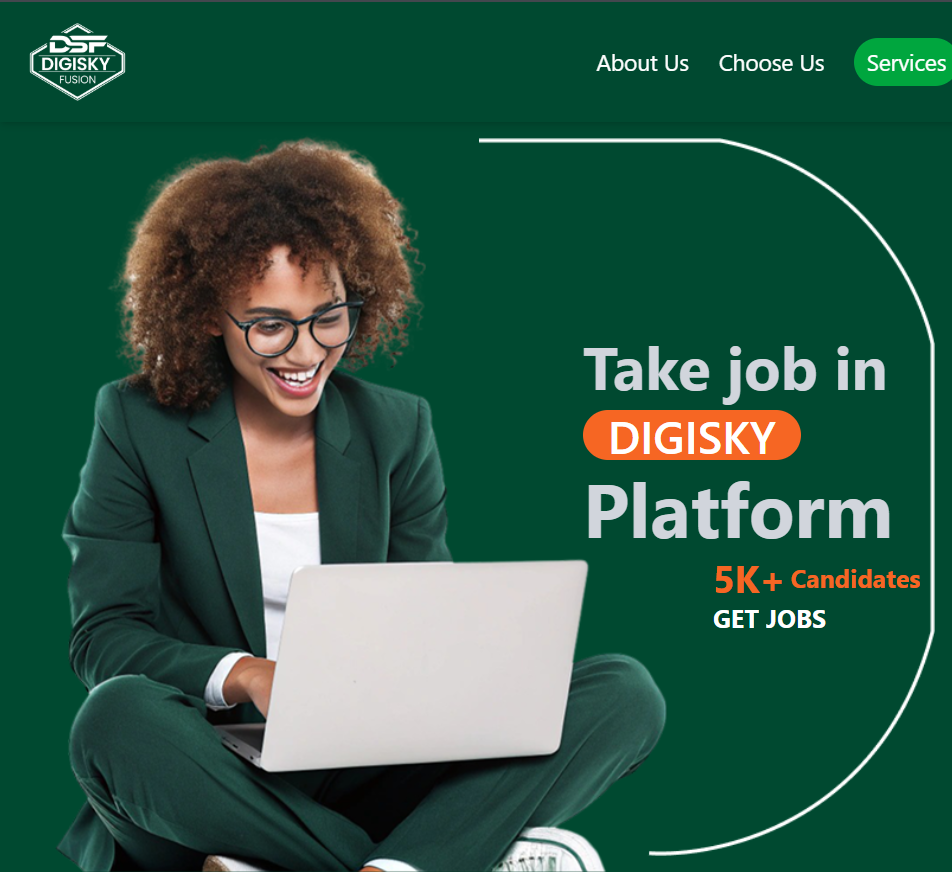 DSF
DIGISKY
FUSION
About Us
Choose Us
Services
Take job in
DIGISKY
Platform
5K+ Candidates
GET JOBS